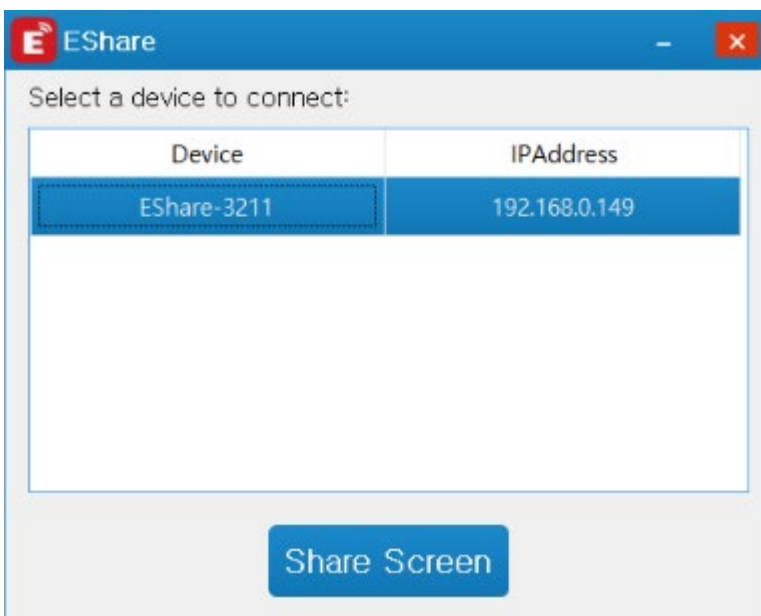 E EShare
Select a device to connect:
Device IPAddress
EShare-3211 192.168.0.149
Share Screen